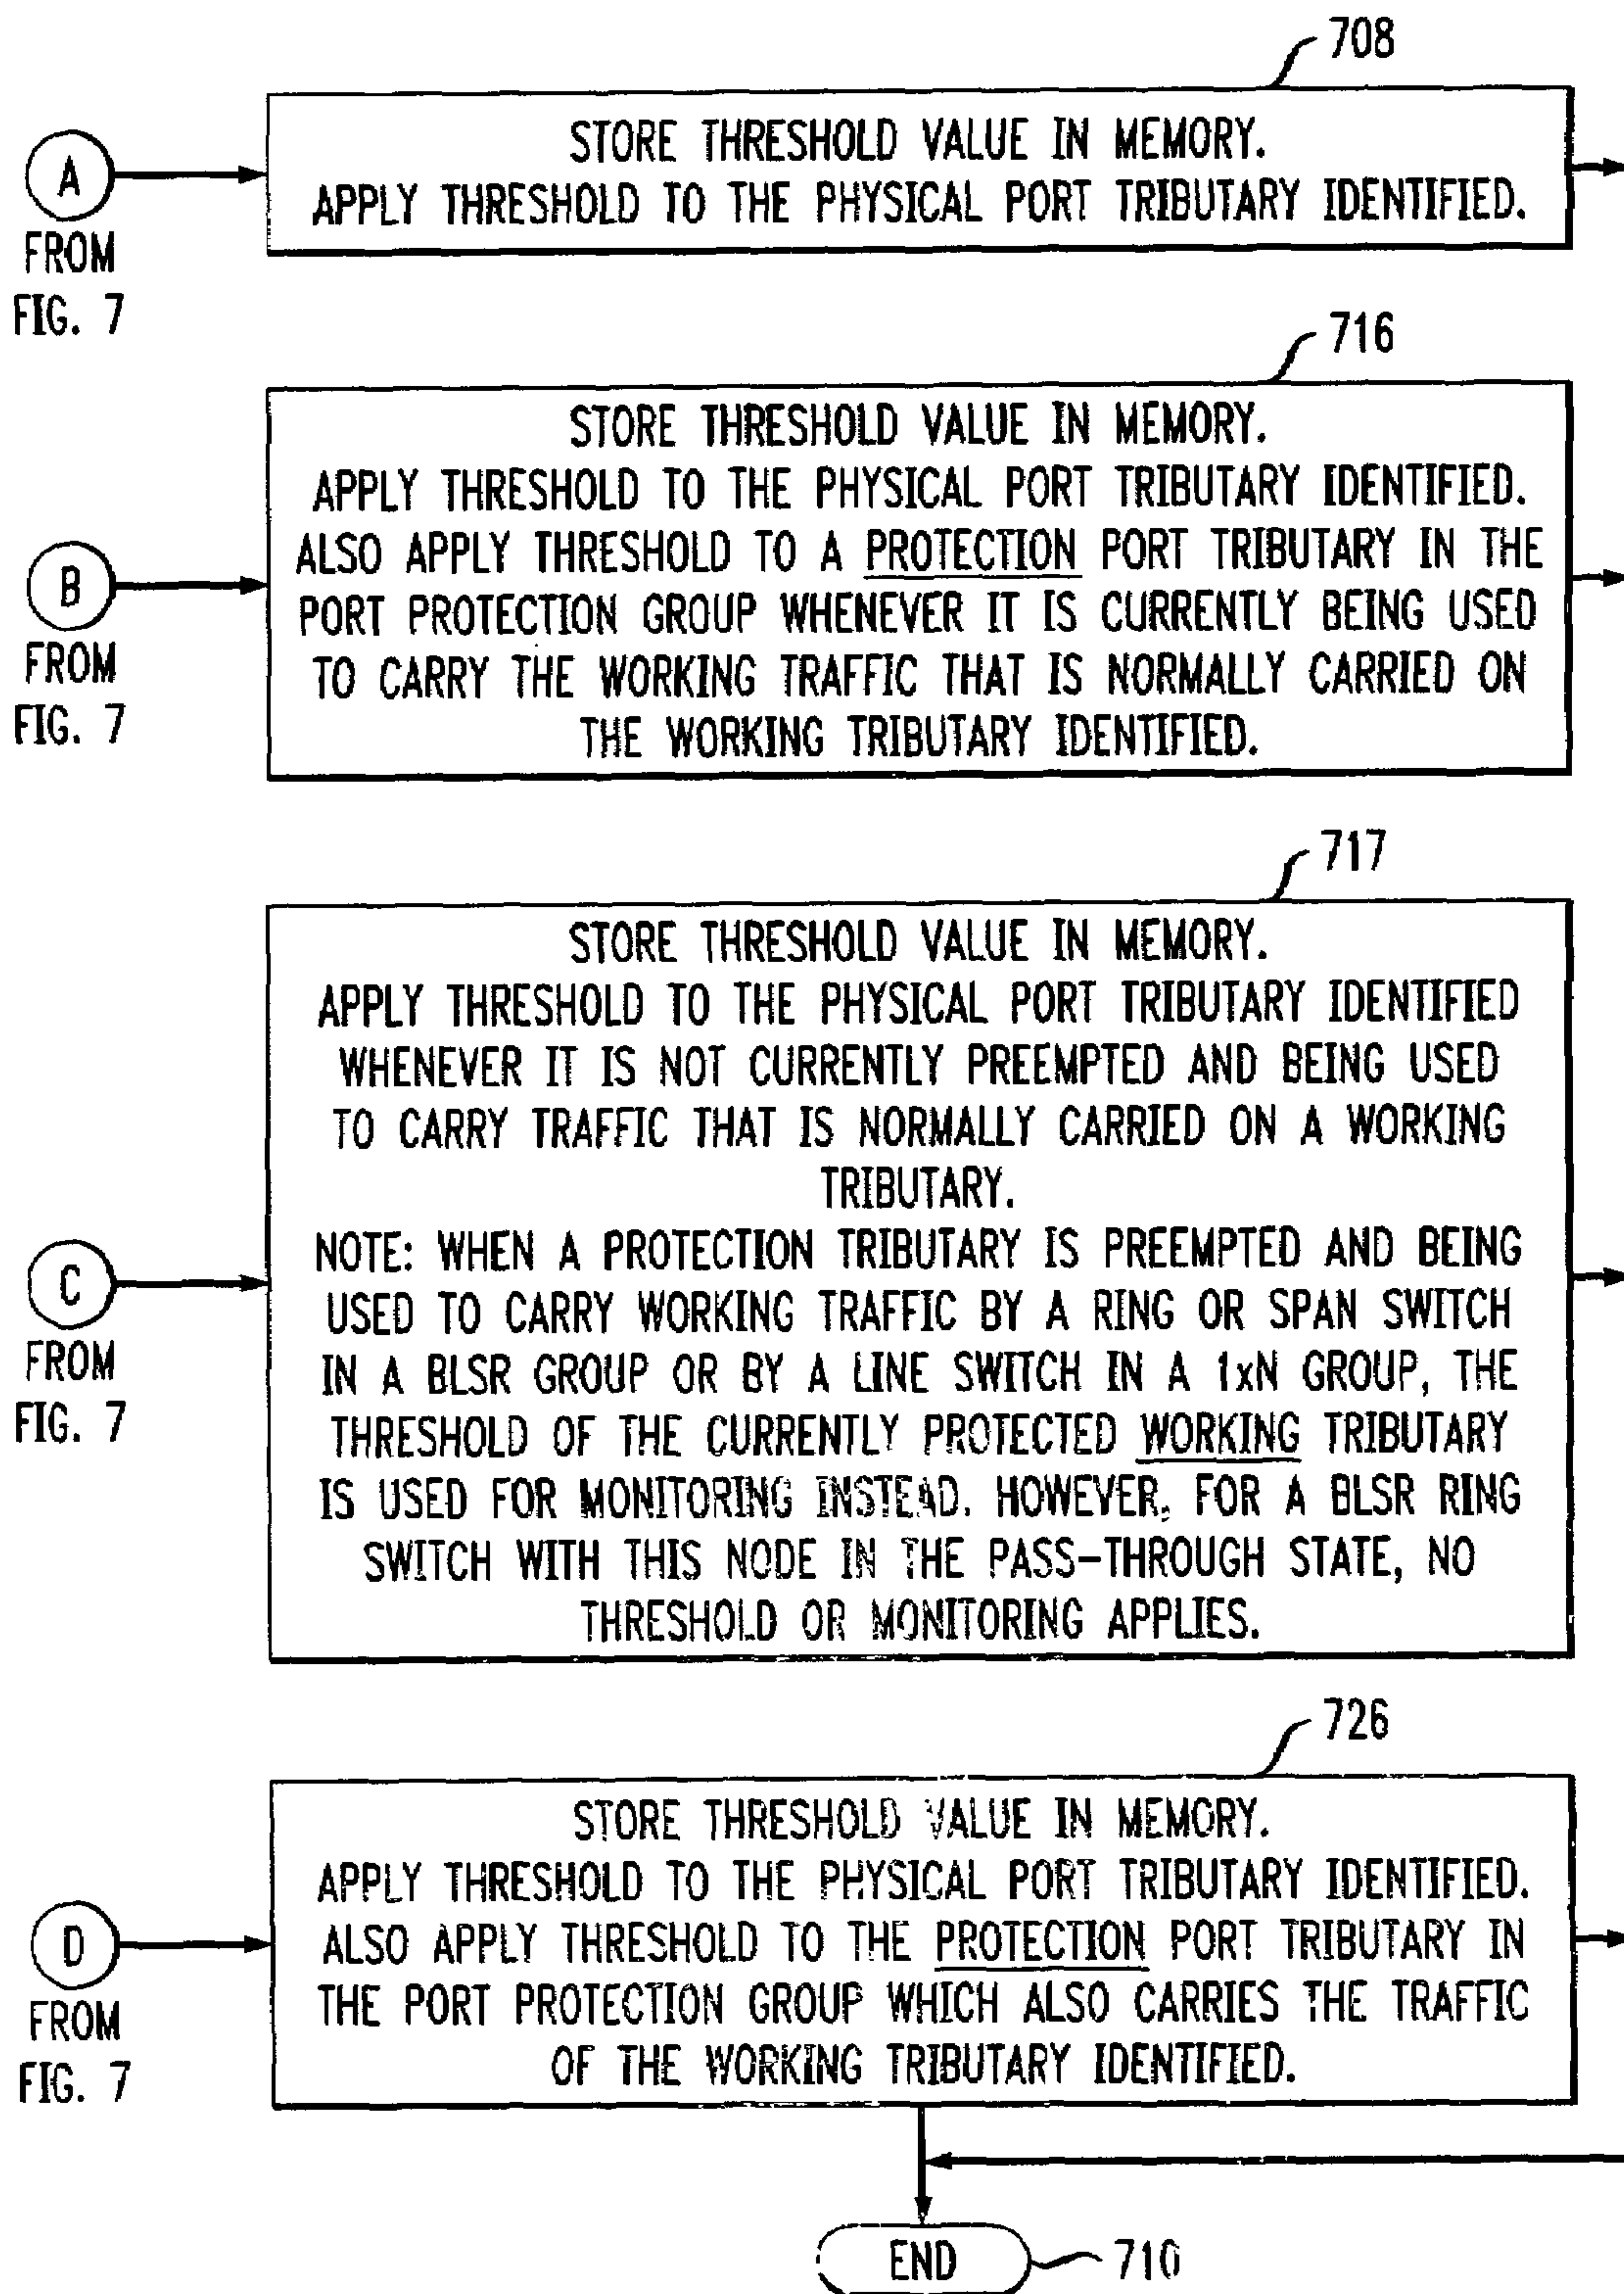 708
STORE THRESHOLD VALUE IN MEMORY.
APPLY THRESHOLD TO THE PHYSICAL PORT TRIBUTARY IDENTIFIED.
A
FROM
FIG. 7
716
STORE THRESHOLD VALUE IN MEMORY.
APPLY THRESHOLD TO THE PHYSICAL PORT TRIBUTARY IDENTIFIED.
ALSO APPLY THRESHOLD TO A PROTECTION PORT TRIBUTARY IN THE
PORT PROTECTION GROUP WHENEVER IT IS CURRENTLY BEING USED
TO CARRY THE WORKING TRAFFIC THAT IS NORMALLY CARRIED ON
THE WORKING TRIBUTARY IDENTIFIED.
B
FROM
FIG. 7
717
STORE THRESHOLD VALUE IN MEMORY.
APPLY THRESHOLD TO THE PHYSICAL PORT TRIBUTARY IDENTIFIED
WHENEVER IT IS NOT CURRENTLY PREEMPTED AND BEING USED
TO CARRY TRAFFIC THAT IS NORMALLY CARRIED ON A WORKING
TRIBUTARY.
NOTE: WHEN A PROTECTION TRIBUTARY IS PREEMPTED AND BEING
USED TO CARRY WORKING TRAFFIC BY A RING OR SPAN SWITCH
IN A BLSR GROUP OR BY A LINE SWITCH IN A 1xN GROUP, THE
THRESHOLD OF THE CURRENTLY PROTECTED WORKING TRIBUTARY
IS USED FOR MONITORING INSTEAD. HOWEVER, FOR A BLSR RING
SWITCH WITH THIS NODE IN THE PASS-THROUGH STATE, NO
THRESHOLD OR MONITORING APPLIES.
C
FROM
FIG. 7
726
STORE THRESHOLD VALUE IN MEMORY.
APPLY THRESHOLD TO THE PHYSICAL PORT TRIBUTARY IDENTIFIED.
ALSO APPLY THRESHOLD TO THE PROTECTION PORT TRIBUTARY IN
THE PORT PROTECTION GROUP WHICH ALSO CARRIES THE TRAFFIC
OF THE WORKING TRIBUTARY IDENTIFIED.
D
FROM
FIG. 7
END
710